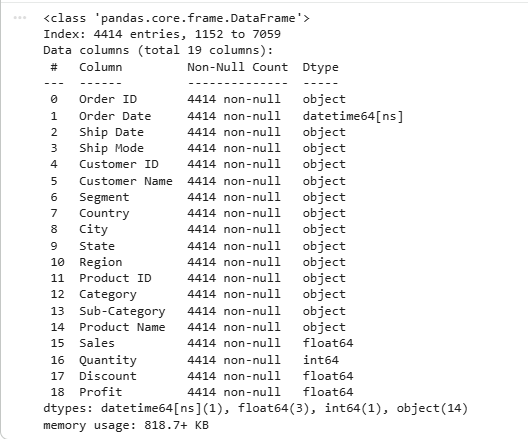 <class 'pandas.core.frame.DataFrame'>
Index: 4414 entries, 1152 to 7059
Data columns (total 19 columns):
 #   Column         Non-Null Count  Dtype
---  ------         --------------  -----
 0   Order ID       4414 non-null   object
 1   Order Date     4414 non-null   datetime64[ns]
 2   Ship Date      4414 non-null   object
 3   Ship Mode      4414 non-null   object
 4   Customer ID    4414 non-null   object
 5   Customer Name  4414 non-null   object
 6   Segment        4414 non-null   object
 7   Country        4414 non-null   object
 8   City           4414 non-null   object
 9   State          4414 non-null   object
 10  Region         4414 non-null   object
 11  Product ID     4414 non-null   object
 12  Category       4414 non-null   object
 13  Sub-Category   4414 non-null   object
 14  Product Name   4414 non-null   object
 15  Sales          4414 non-null   float64
 16  Quantity       4414 non-null   int64
 17  Discount       4414 non-null   float64
 18  Profit         4414 non-null   float64
dtypes: datetime64[ns](1), float64(3), int64(1), object(14)
memory usage: 818.7+ KB